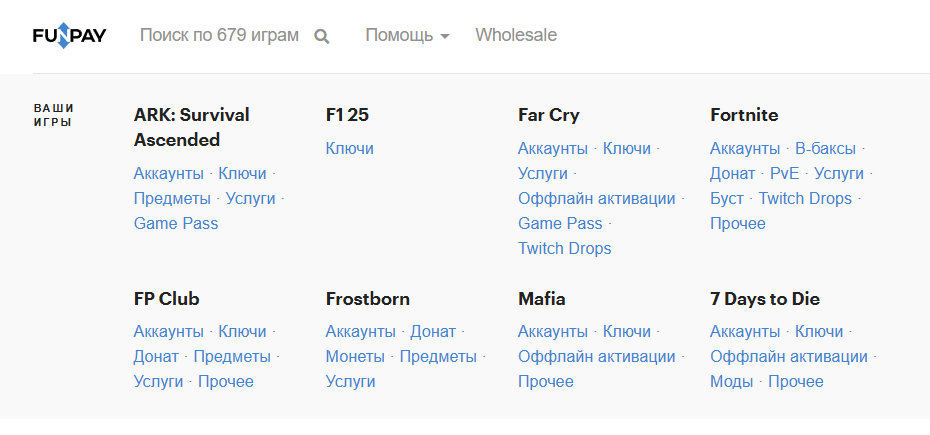 FUNPAY Поиск по 679 играм Помощь Wholesale
ВАШИ
ИГРЫ
ARK: Survival
Ascended
Аккаунты · Ключи ·
Предметы · Услуги ·
Game Pass
F1 25
Ключи
Far Cry
Аккаунты · Ключи ·
Услуги ·
Оффлайн активации ·
Game Pass ·
Twitch Drops
Fortnite
Аккаунты · В-баксы ·
Донат · PvE · Услуги ·
Буст · Twitch Drops ·
Прочее
FP Club
Аккаунты · Ключи ·
Донат · Предметы ·
Услуги · Прочее
Frostborn
Аккаунты · Донат ·
Монеты · Предметы ·
Услуги
Mafia
Аккаунты · Ключи ·
Оффлайн активации ·
Прочее
7 Days to Die
Аккаунты · Ключи ·
Оффлайн активации ·
Моды · Прочее